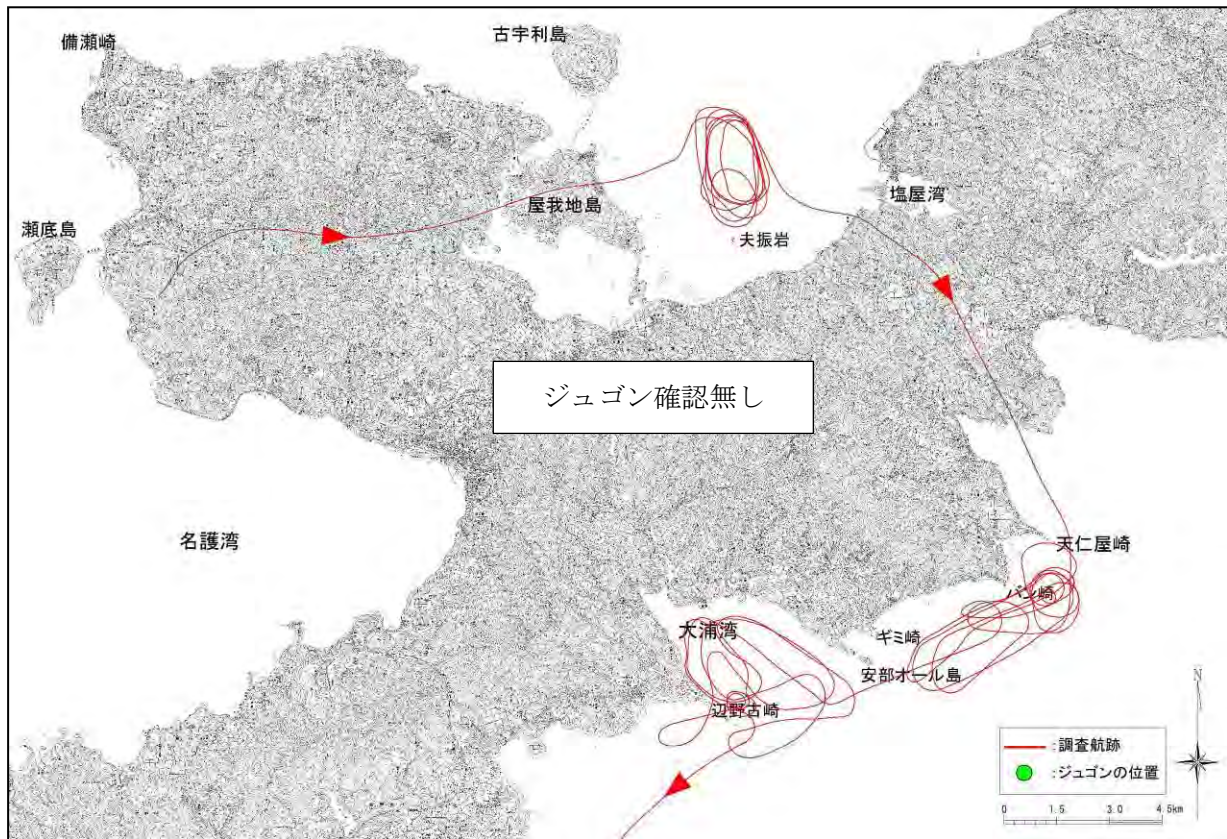 古宇利島
備瀬崎
塩屋湾
屋我地島
瀬底島
夫振岩
ジュゴン確認無し
名護湾
天仁屋崎
バン崎
大浦湾
ギミ崎
安部オール島
辺野古崎
N
:調査航跡
:ジュゴンの位置
0 1.5 3.0 4.5km